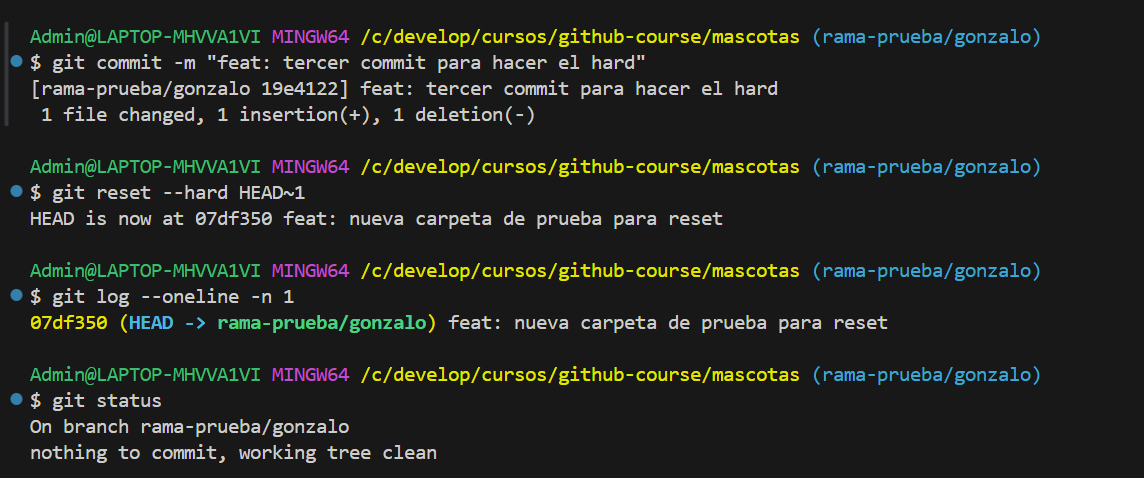 Admin@LAPTOP-MHVVA1VI MINGW64 /c/develop/cursos/github-course/mascotas (rama-prueba/gonzalo)
$ git commit -m "feat: tercer commit para hacer el hard"
[rama-prueba/gonzalo 19e4122] feat: tercer commit para hacer el hard
 1 file changed, 1 insertion(+), 1 deletion(-)
Admin@LAPTOP-MHVVA1VI MINGW64 /c/develop/cursos/github-course/mascotas (rama-prueba/gonzalo)
$ git reset --hard HEAD~1
HEAD is now at 07df350 feat: nueva carpeta de prueba para reset
Admin@LAPTOP-MHVVA1VI MINGW64 /c/develop/cursos/github-course/mascotas (rama-prueba/gonzalo)
$ git log --oneline -n 1
07df350 (HEAD -> rama-prueba/gonzalo) feat: nueva carpeta de prueba para reset
Admin@LAPTOP-MHVVA1VI MINGW64 /c/develop/cursos/github-course/mascotas (rama-prueba/gonzalo)
$ git status
On branch rama-prueba/gonzalo
nothing to commit, working tree clean